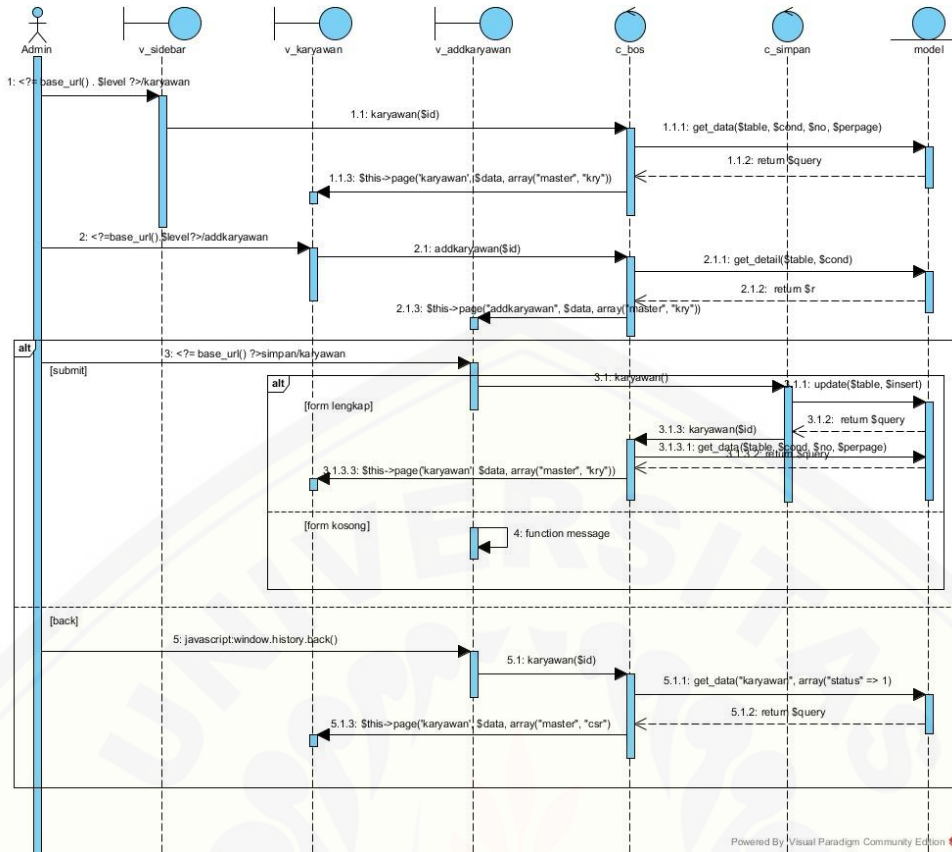 Admin
v_sidebar
v_karyawan
v_addkaryawan
c_bos
c_simpan
model
1: <?= base_url() . $level ?>/karyawan
1.1: karyawan($id)
1.1.1: get_data($table, $cond, $no, $perpage)
1.1.2: return $query
1.1.3: $this->page('karyawan', $data, array("master", "kry"))
2: <?=base_url().$level?>/addkaryawan
2.1: addkaryawan($id)
2.1.1: get_detail($table, $cond)
2.1.2: return $r
2.1.3: $this->page("addkaryawan", $data, array("master", "kry"))
alt
3: <?= base_url() ?>simpan/karyawan
[submit]
alt
3.1: karyawan()
3.1.1: update($table, $insert)
[form lengkap]
3.1.2: return $query
3.1.3: karyawan($id)
3.1.3.1: get_data($table, $cond, $no, $perpage)
3.1.3.2: return $query
3.1.3.3: $this->page('karyawan', $data, array("master", "kry"))
[form kosong]
4: function message
[back]
5: javascript:window.history.back()
5.1: karyawan($id)
5.1.1: get_data("karyawan", array("status" => 1)
5.1.2: return $query
5.1.3: $this->page('karyawan', $data, array("master", "csr")
UNIVERSITAS
Powered By Visual Paradigm Community Edition